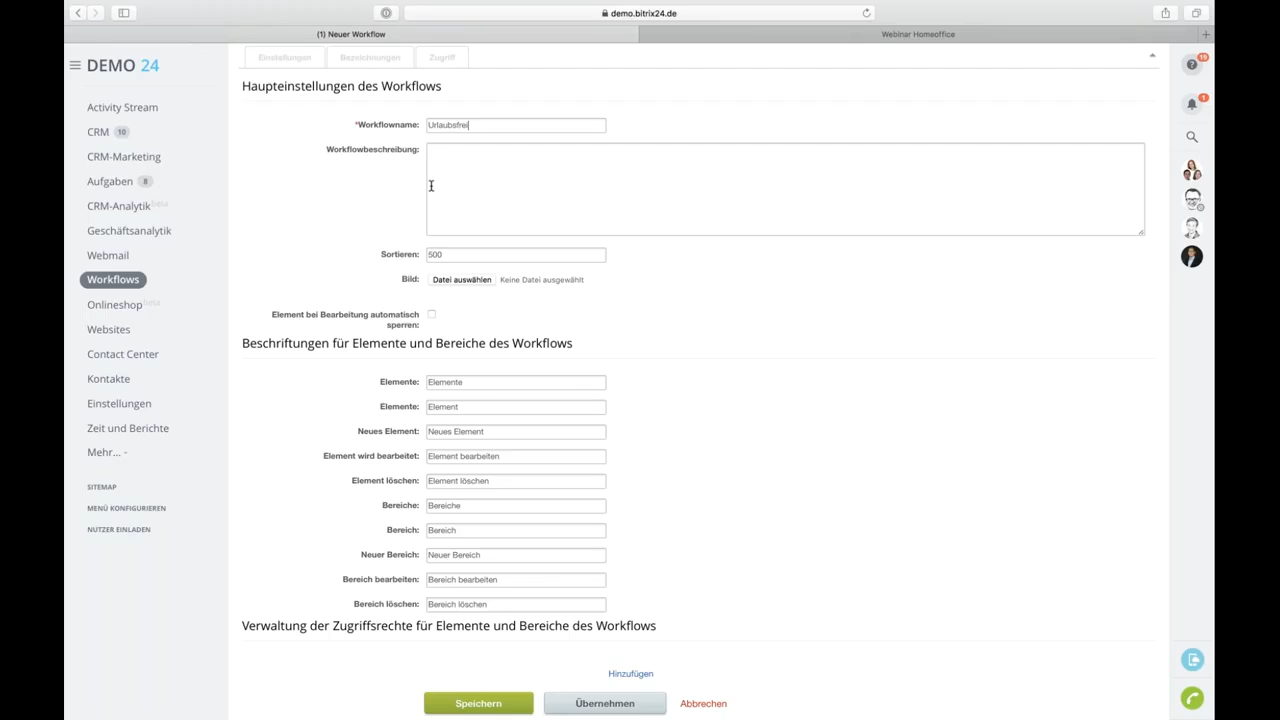 demo.bitrix24.de
(1) Neuer Workflow
Webinar Homeoffice
DEMO 24
Activity Stream
CRM 10
CRM-Marketing
Aufgaben 8
CRM-Analytik beta
Geschäftsanalytik
Webmail
Workflows
Onlineshop beta
Websites
Contact Center
Kontakte
Einstellungen
Zeit und Berichte
Mehr...
SITEMAP
MENÜ KONFIGURIEREN
NUTZER EINLADEN
Einstellungen
Bezeichnungen
Zugriff
Haupteinstellungen des Workflows
*Workflowname: Urlaubsfrei
Workflowbeschreibung:
Sortieren: 500
Bild: Datei auswählen Keine Datei ausgewählt
Element bei Bearbeitung automatisch
sperren:
Beschriftungen für Elemente und Bereiche des Workflows
Elemente: Elemente
Elemente: Element
Neues Element: Neues Element
Element wird bearbeitet: Element bearbeiten
Element löschen: Element löschen
Bereiche: Bereiche
Bereich: Bereich
Neuer Bereich: Neuer Bereich
Bereich bearbeiten: Bereich bearbeiten
Bereich löschen: Bereich löschen
Verwaltung der Zugriffsrechte für Elemente und Bereiche des Workflows
Hinzufügen
Speichern
Übernehmen
Abbrechen
19
1